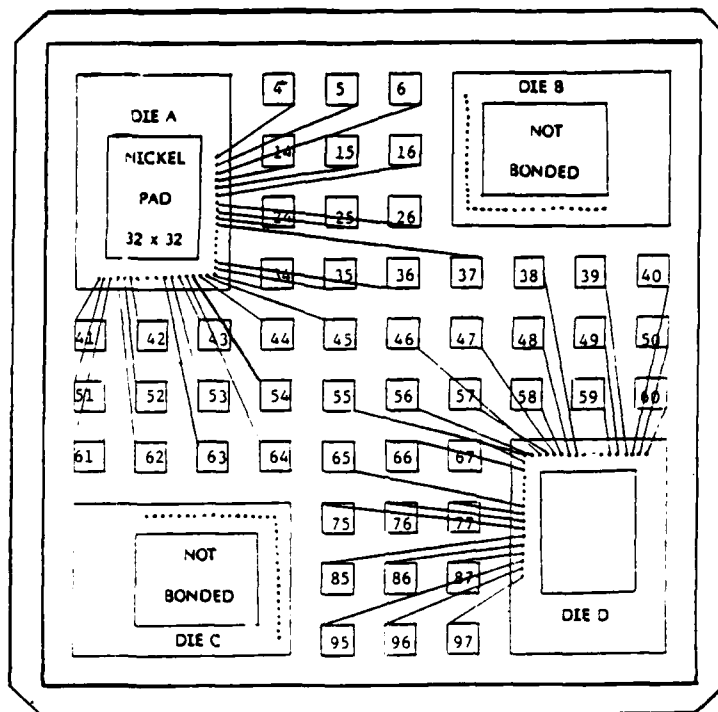 4 5 6
DIE A
NICKEL
PAD
32 x 32
DIE B
NOT
BONDED
14 15 16
24 25 26
34 35 36 37 38 39 40
41 42 43 44 45 46 47 48 49 50
51 52 53 54 55 56 57 58 59 60
61 62 63 64 65 66 67
75 76 77
85 86 87
95 96 97
NOT
BONDED
DIE C
DIE D